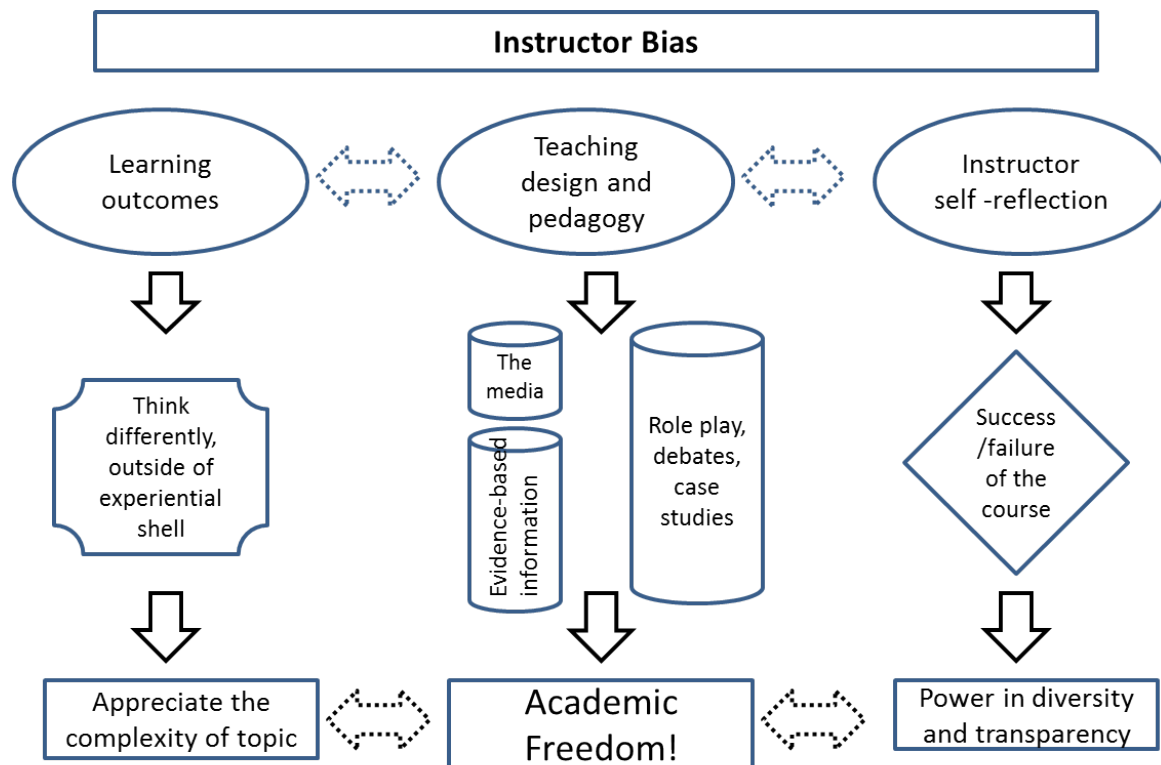 Instructor Bias
Learning
outcomes
Teaching
design and
pedagogy
Instructor
self -reflection
Think
differently,
outside of
experiential
shell
The
media
Evidence-based
information
Role play,
debates,
case
studies
Success
/failure
of the
course
Appreciate the
complexity of topic
Academic
Freedom!
Power in diversity
and transparency